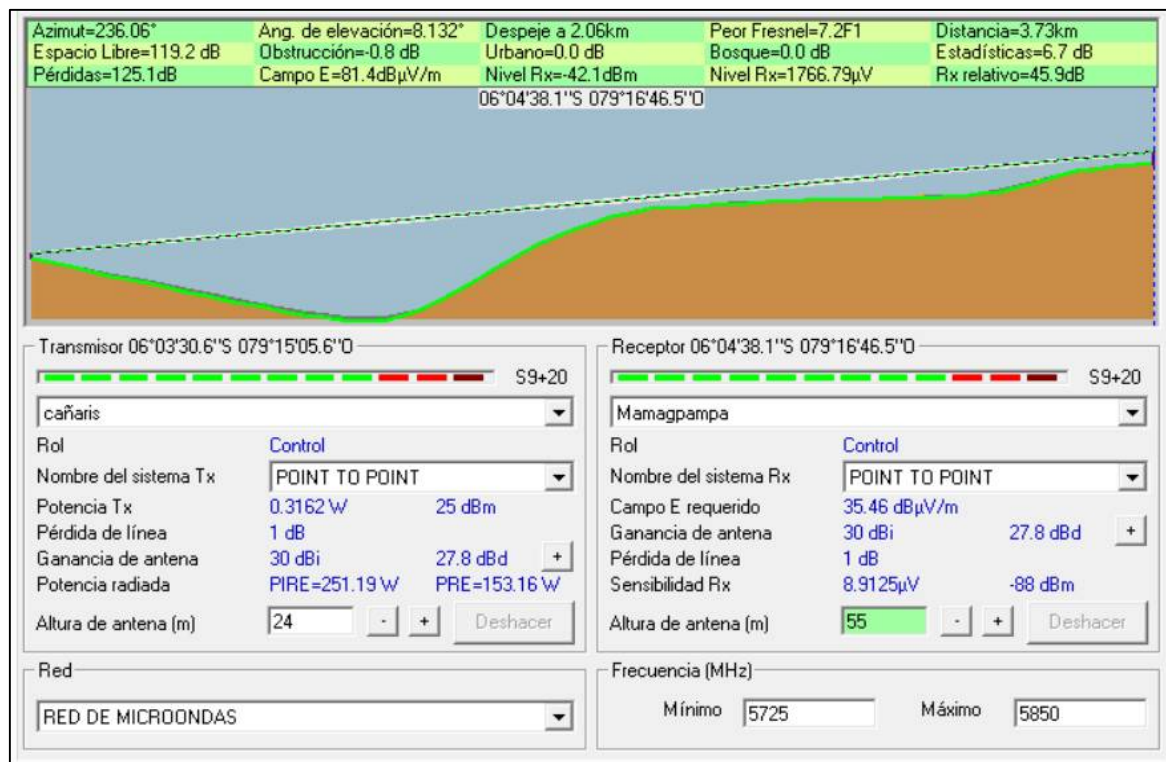 Azimut=236.06° Ang. de elevación=8.132° Despeje a 2.06km Peor Fresnel=7.2F1 Distancia=3.73km
Espacio Libre=119.2 dB Obstrucción=-0.8 dB Urbano=0.0 dB Bosque=0.0 dB Estadísticas=6.7 dB
Pérdidas=125.1dB Campo E=81.4dBµV/m Nivel Rx=-42.1dBm Nivel Rx=1766.79µV Rx relativo=45.9dB
06°04'38.1"S 079°16'46.5"O
Transmisor 06°03'30.6"S 079°15'05.6"O
S9+20
cañaris
Rol Control
Nombre del sistema Tx POINT TO POINT
Potencia Tx 0.3162 W 25 dBm
Pérdida de línea 1 dB
Ganancia de antena 30 dBi 27.8 dBd +
Potencia radiada PIRE=251.19 W PRE=153.16 W
Altura de antena (m) 24 - + Deshacer
Red
RED DE MICROONDAS
Receptor 06°04'38.1"S 079°16'46.5"O
S9+20
Mamagpampa
Rol Control
Nombre del sistema Rx POINT TO POINT
Campo E requerido 35.46 dBµV/m
Ganancia de antena 30 dBi 27.8 dBd +
Pérdida de línea 1 dB
Sensibilidad Rx 8.9125µV -88 dBm
Altura de antena (m) 55 - + Deshacer
Frecuencia (MHz)
Mínimo 5725 Máximo 5850